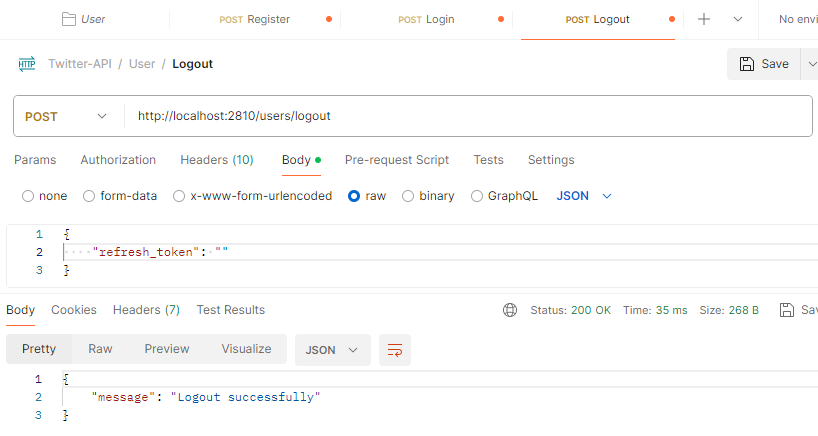 User POST Register POST Login POST Logout No envi
HTTP Twitter-API / User / Logout Save
POST http://localhost:2810/users/logout
Params Authorization Headers (10) Body Pre-request Script Tests Settings
none form-data x-www-form-urlencoded raw binary GraphQL JSON
1 {
2 "refresh_token": ""
3 }
Body Cookies Headers (7) Test Results Status: 200 OK Time: 35 ms Size: 268 B Sav
Pretty Raw Preview Visualize JSON
1 {
2 "message": "Logout successfully"
3 }